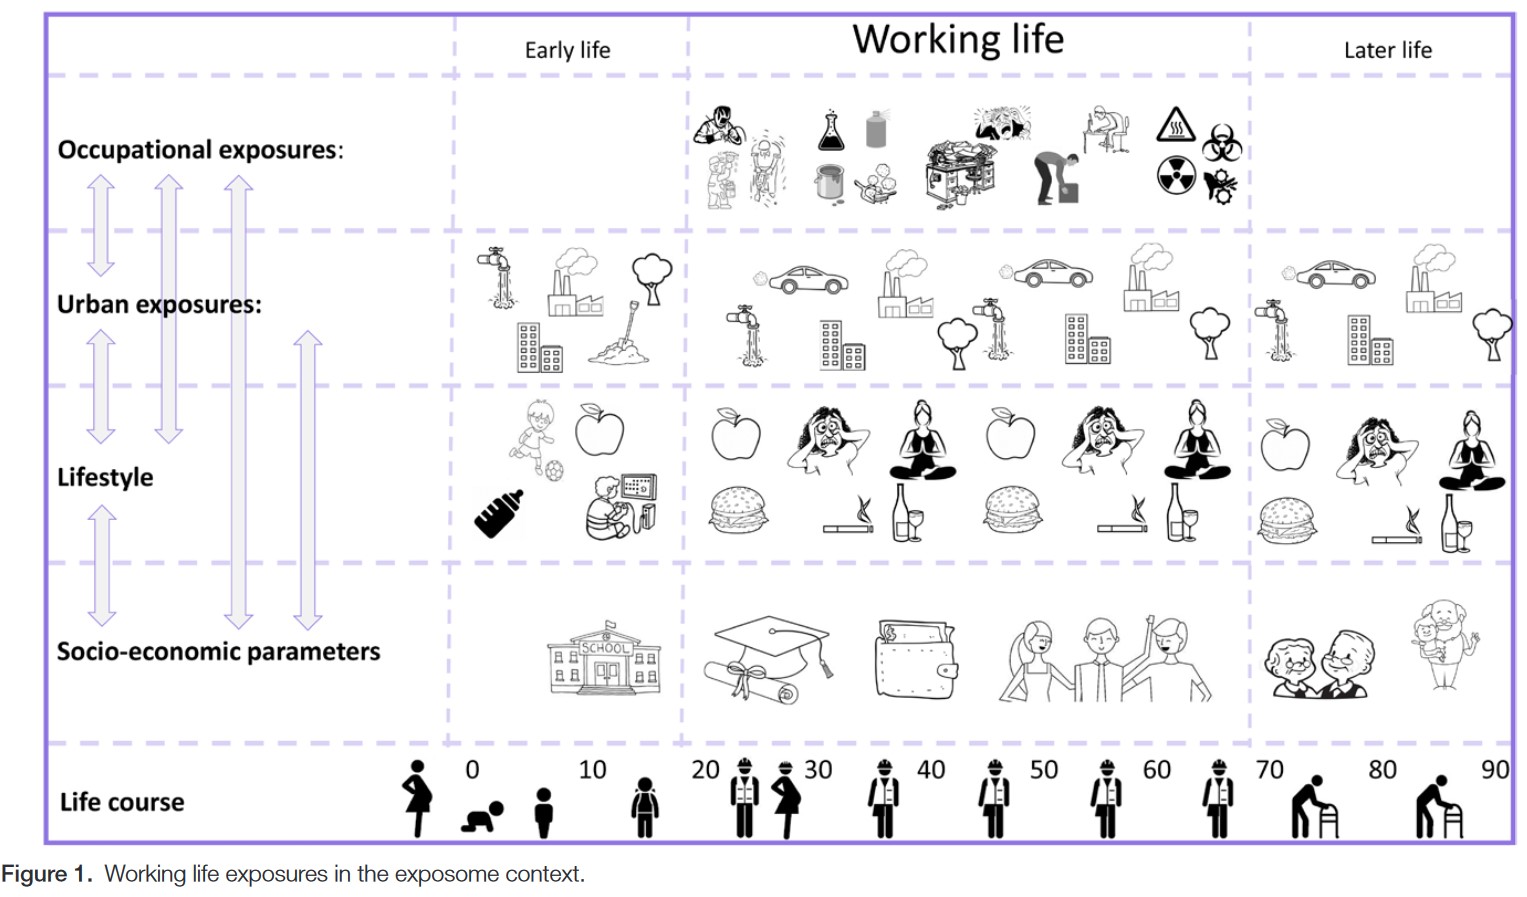 Early life
Working life
Later life
Occupational exposures:
Urban exposures:
Lifestyle
Socio-economic parameters
SCHOOL
Life course
0 10 20 30 40 50 60 70 80 90
Figure 1. Working life exposures in the exposome context.